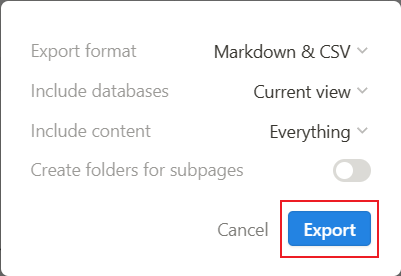 Export format Markdown & CSV
Include databases Current view
Include content Everything
Create folders for subpages
Cancel Export